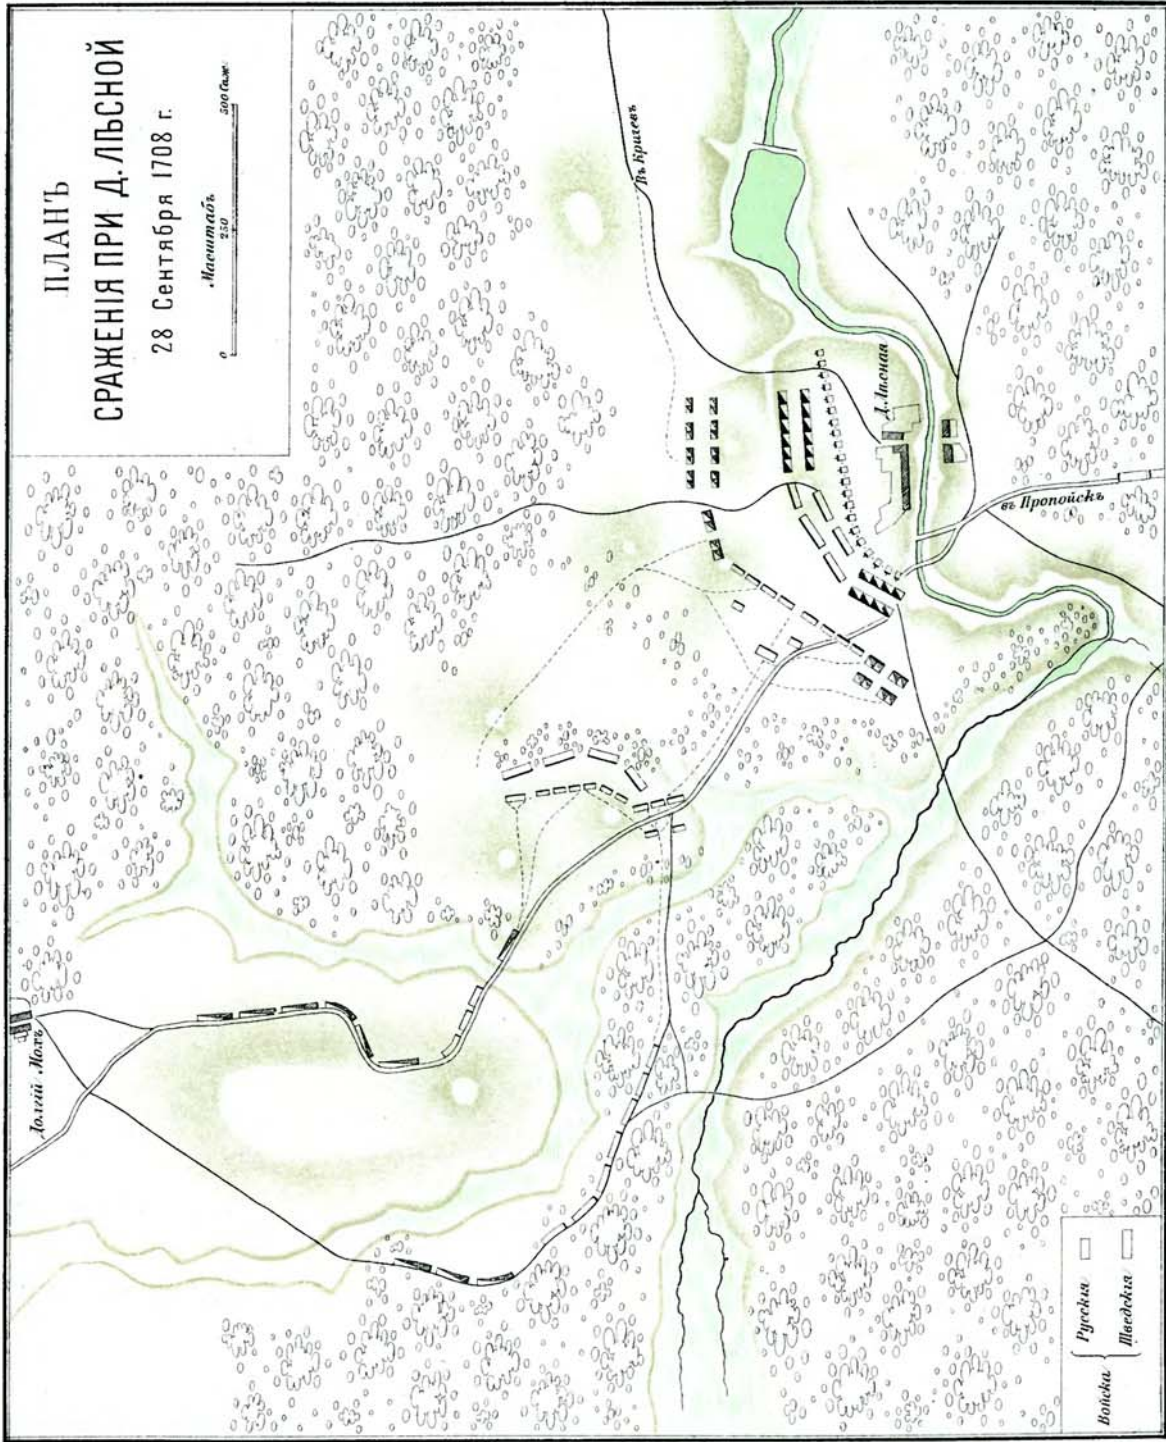 ПЛАНЪ
СРАЖЕНІЯ ПРИ Д. ЛѢСНОЙ
28 Сентября 1708 г.
Масштабъ
0 250 500 Саж.
Въ Кричевъ
Д. Лѣсная
въ Пропойскъ
Долгій Мохъ
Войска { Русскія
Шведскія